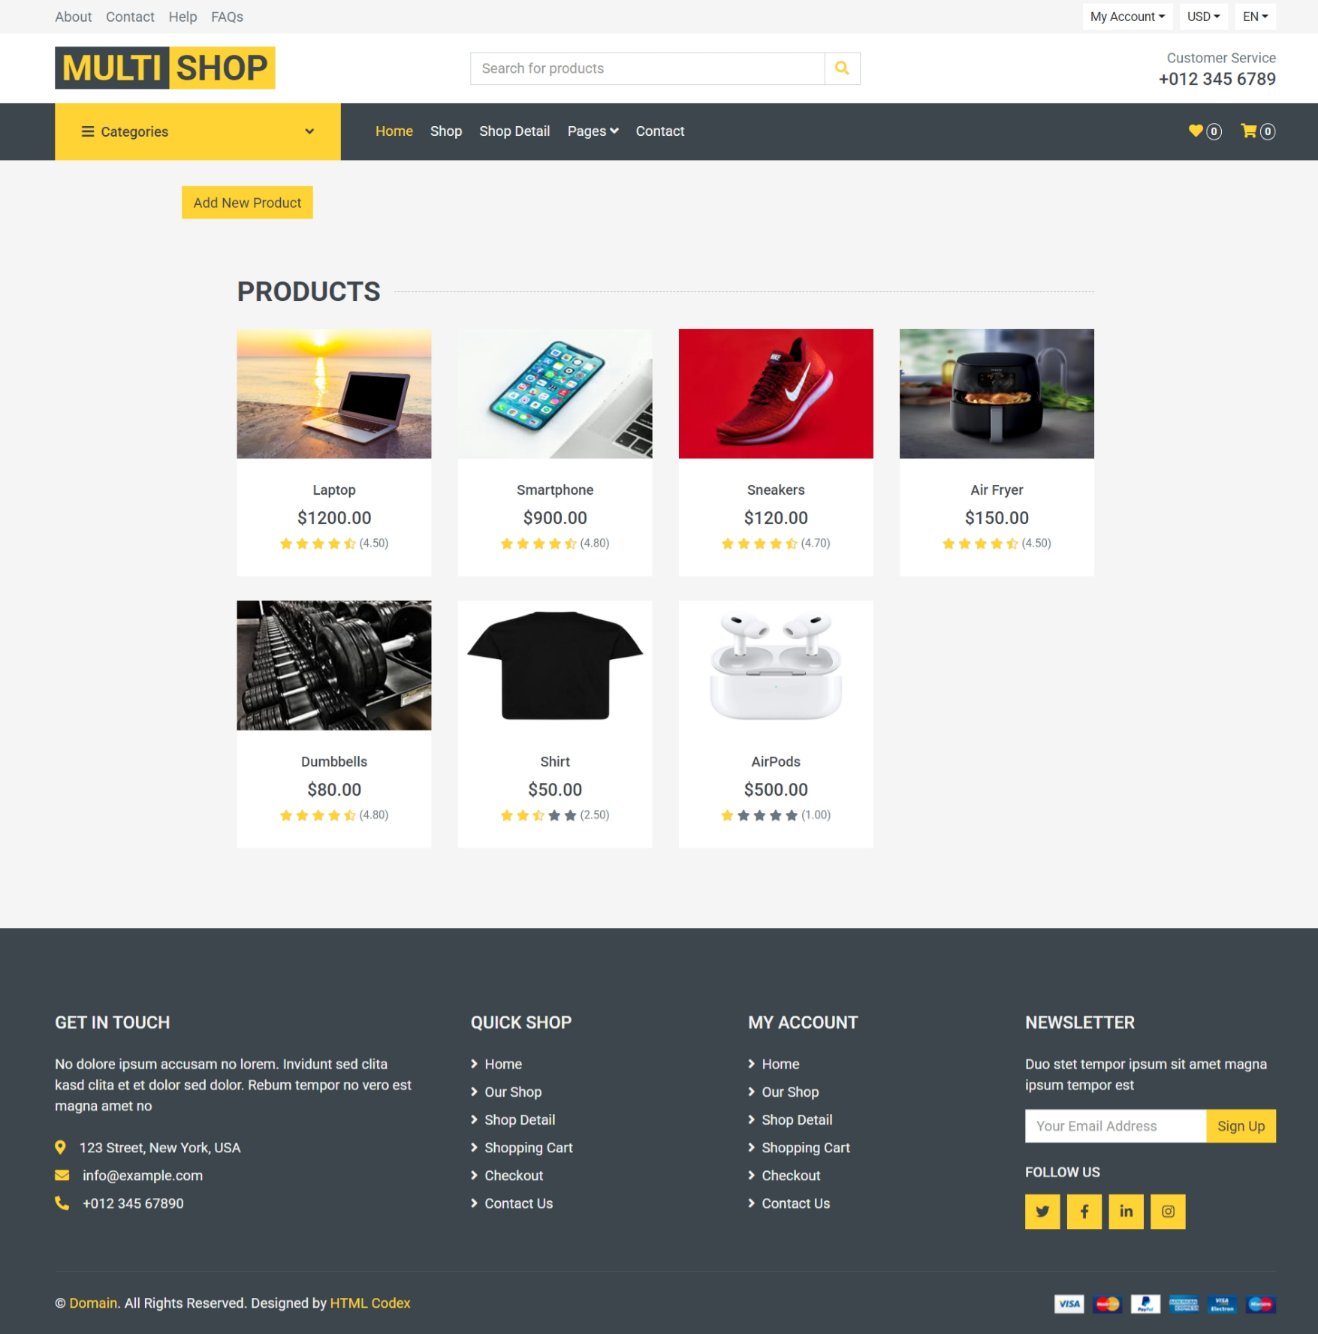 About Contact Help FAQs My Account USD EN
MULTI SHOP
Search for products
Customer Service
+012 345 6789
Categories
Home Shop Shop Detail Pages Contact
0 0
Add New Product
PRODUCTS
Laptop
$1200.00
(4.50)
Smartphone
$900.00
(4.80)
Sneakers
$120.00
(4.70)
Air Fryer
$150.00
(4.50)
Dumbbells
$80.00
(4.80)
Shirt
$50.00
(2.50)
AirPods
$500.00
(1.00)
GET IN TOUCH
No dolore ipsum accusam no lorem. Invidunt sed clita
kasd clita et et dolor sed dolor. Rebum tempor no vero est
magna amet no
123 Street, New York, USA
info@example.com
+012 345 67890
QUICK SHOP
Home
Our Shop
Shop Detail
Shopping Cart
Checkout
Contact Us
MY ACCOUNT
Home
Our Shop
Shop Detail
Shopping Cart
Checkout
Contact Us
NEWSLETTER
Duo stet tempor ipsum sit amet magna
ipsum tempor est
Your Email Address
Sign Up
FOLLOW US
© Domain. All Rights Reserved. Designed by HTML Codex
VISA
PayPal
VISA
Electron